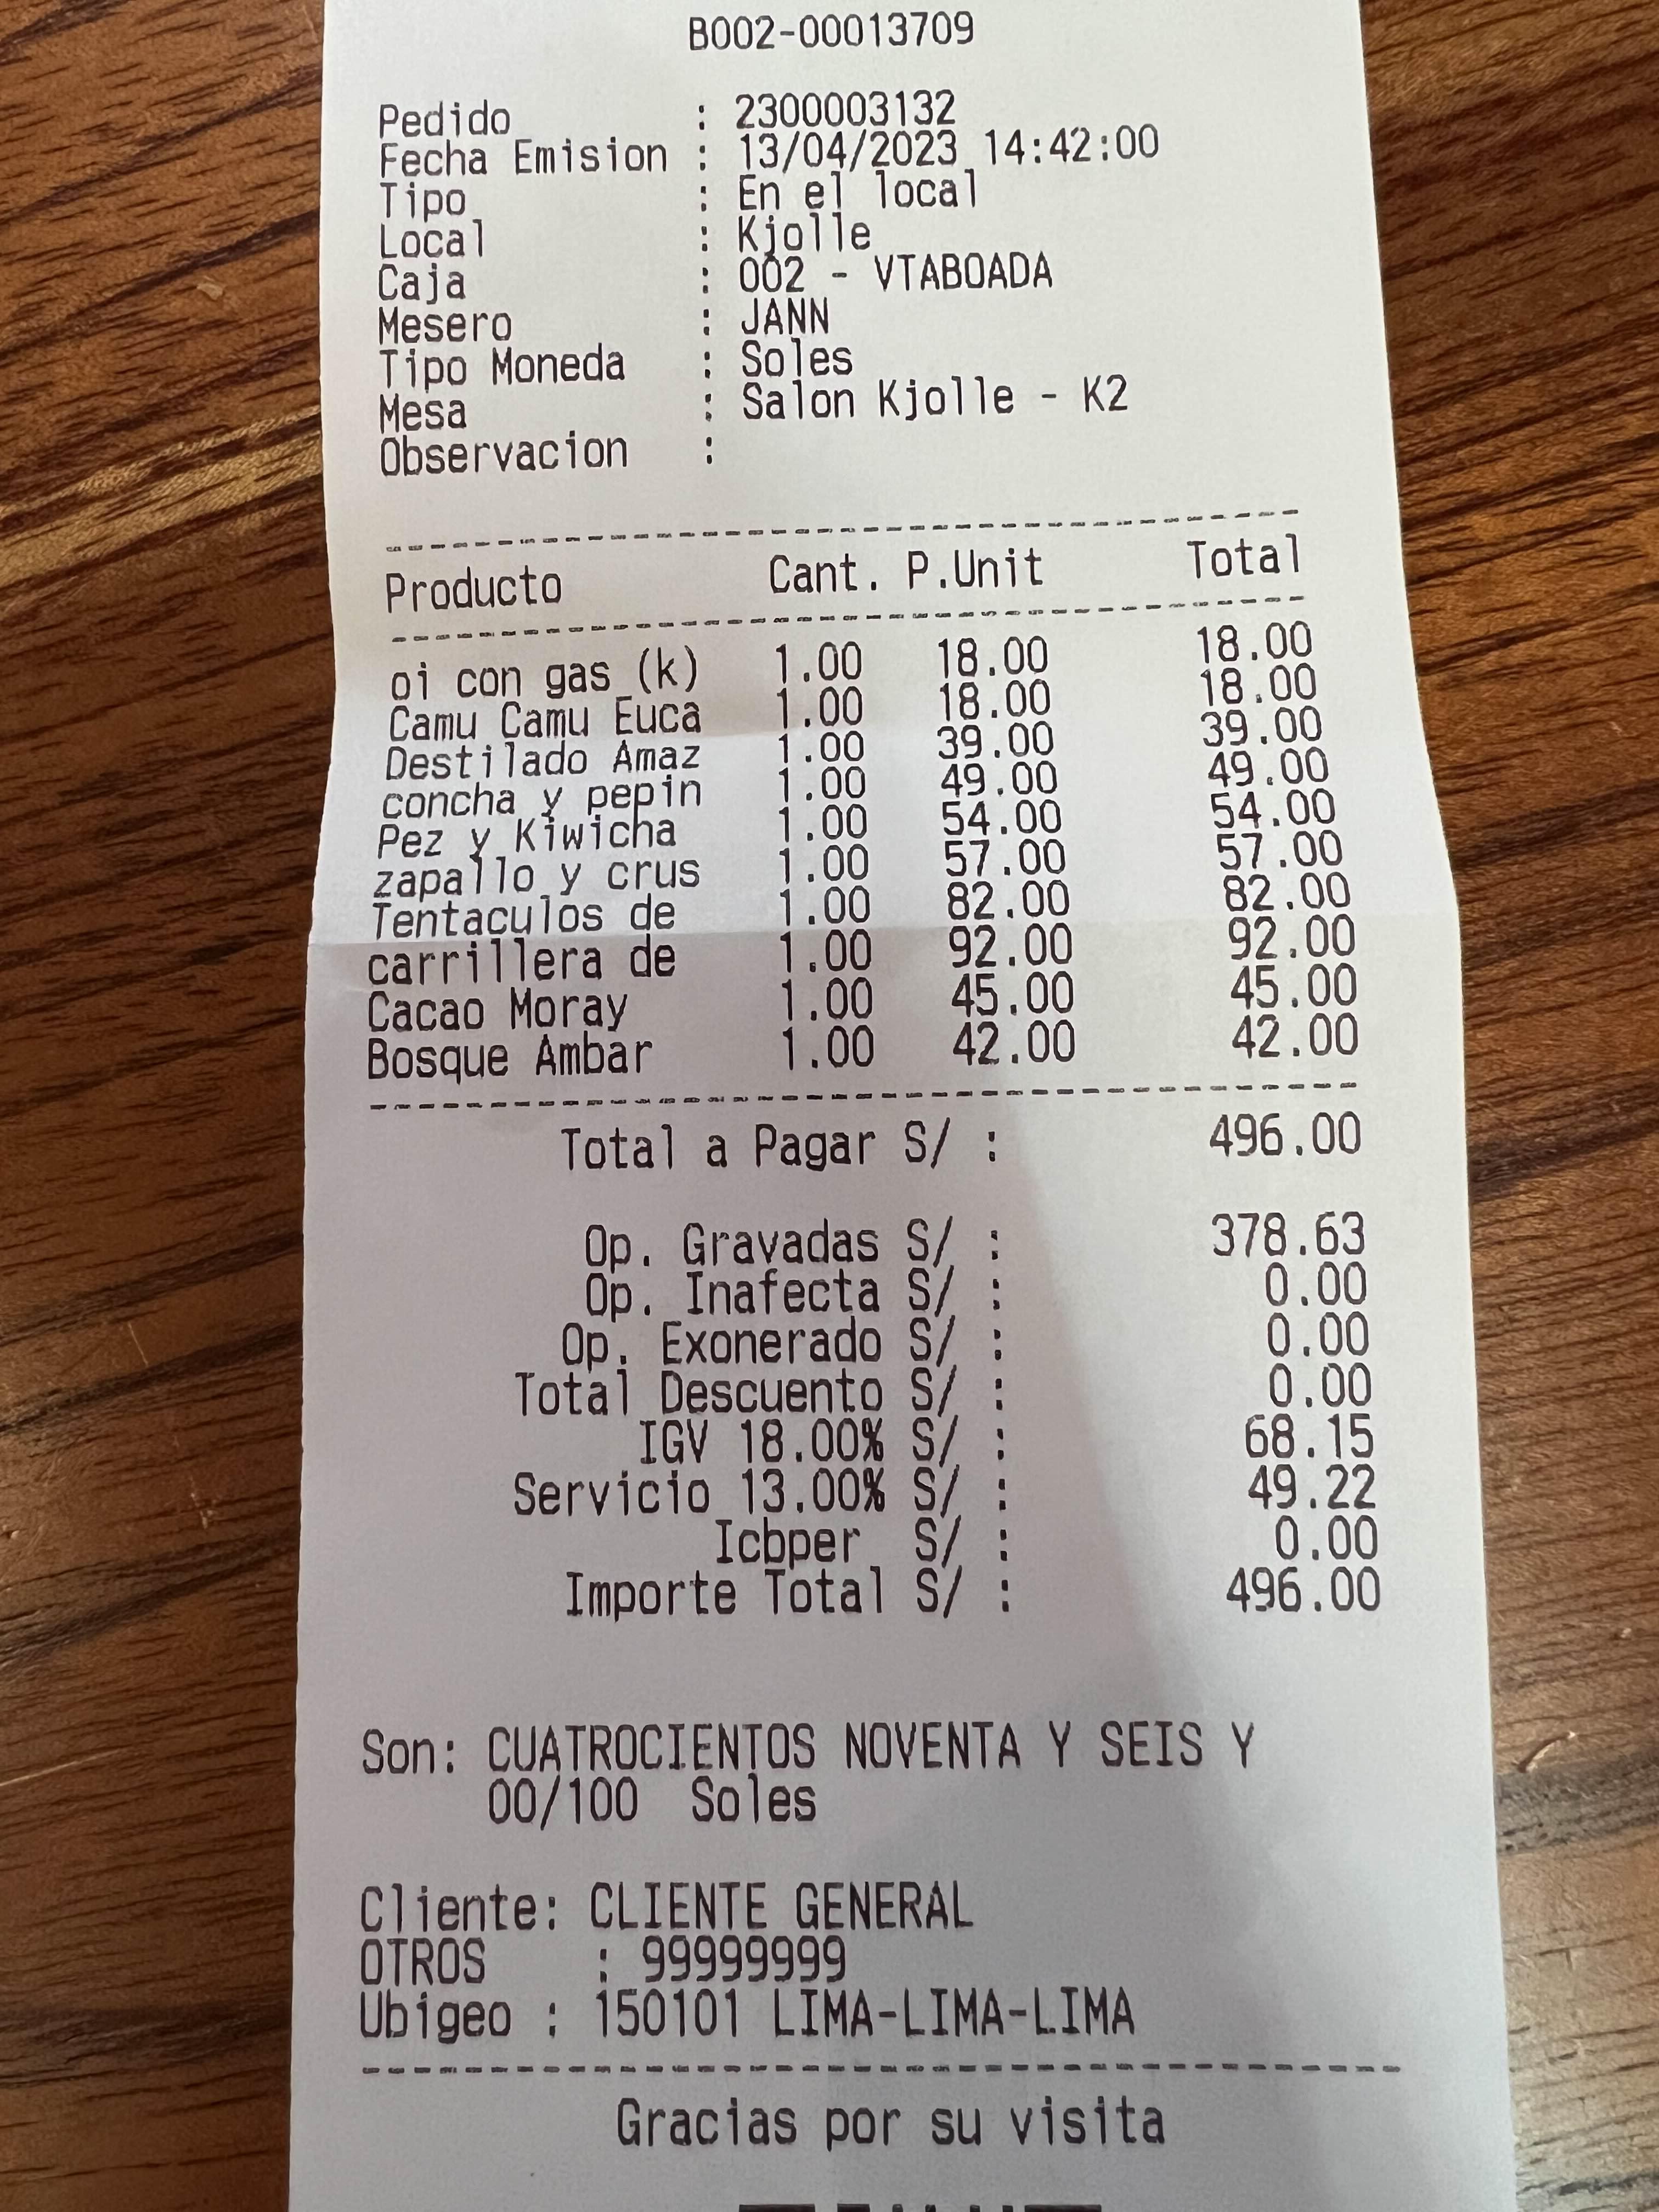 B002-00013709
Pedido : 2300003132
Fecha Emision : 13/04/2023 14:42:00
Tipo : En el local
Local : Kjolle
Caja : 002 - VTABOADA
Mesero : JANN
Tipo Moneda : Soles
Mesa : Salon Kjolle - K2
Observacion :
Producto Cant. P.Unit Total
oi con gas (k) 1.00 18.00 18.00
Camu Camu Euca 1.00 18.00 18.00
Destilado Amaz 1.00 39.00 39.00
concha y pepin 1.00 49.00 49.00
Pez y Kiwicha 1.00 54.00 54.00
zapallo y crus 1.00 57.00 57.00
Tentaculos de 1.00 82.00 82.00
carrillera de 1.00 92.00 92.00
Cacao Moray 1.00 45.00 45.00
Bosque Ambar 1.00 42.00 42.00
Total a Pagar S/ : 496.00
Op. Gravadas S/ : 378.63
Op. Inafecta S/ : 0.00
Op. Exonerado S/ : 0.00
Total Descuento S/ : 0.00
IGV 18.00% S/ : 68.15
Servicio 13.00% S/ : 49.22
Icbper S/ : 0.00
Importe Total S/ : 496.00
Son: CUATROCIENTOS NOVENTA Y SEIS Y
00/100 Soles
Cliente: CLIENTE GENERAL
OTROS : 99999999
Ubigeo : 150101 LIMA-LIMA-LIMA
Gracias por su visita